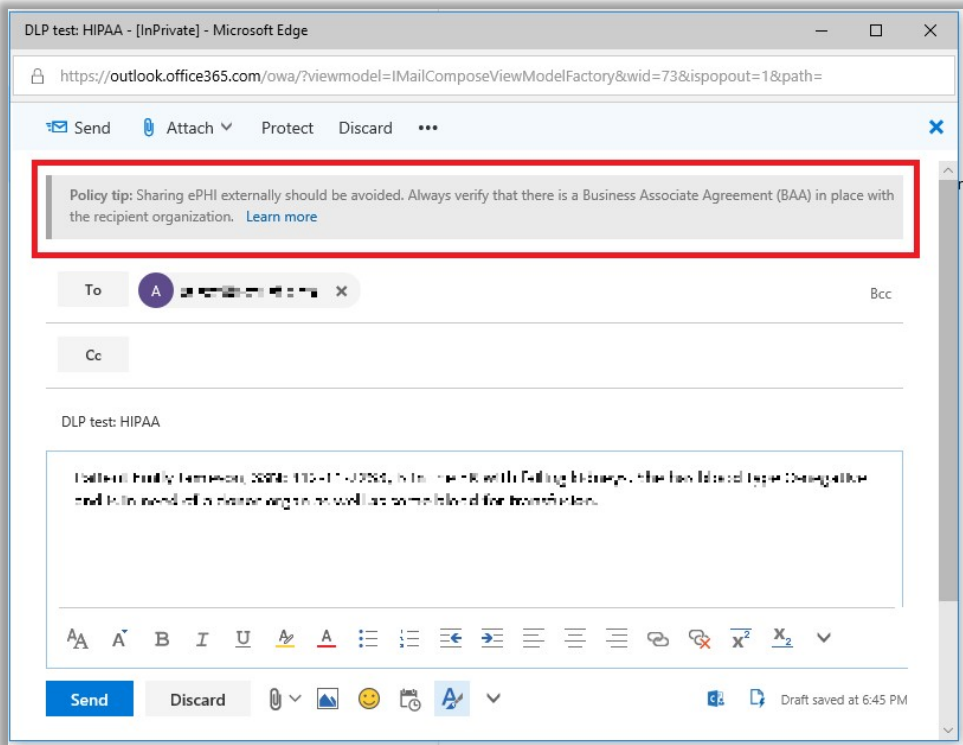 DLP test: HIPAA - [InPrivate] - Microsoft Edge
https://outlook.office365.com/owa/?viewmodel=IMailComposeViewModelFactory&wid=73&ispopout=1&path=
Send Attach Protect Discard •••
Policy tip: Sharing ePHI externally should be avoided. Always verify that there is a Business Associate Agreement (BAA) in place with
the recipient organization. Learn more
To A Bcc
Cc
DLP test: HIPAA
Send Discard Draft saved at 6:45 PM